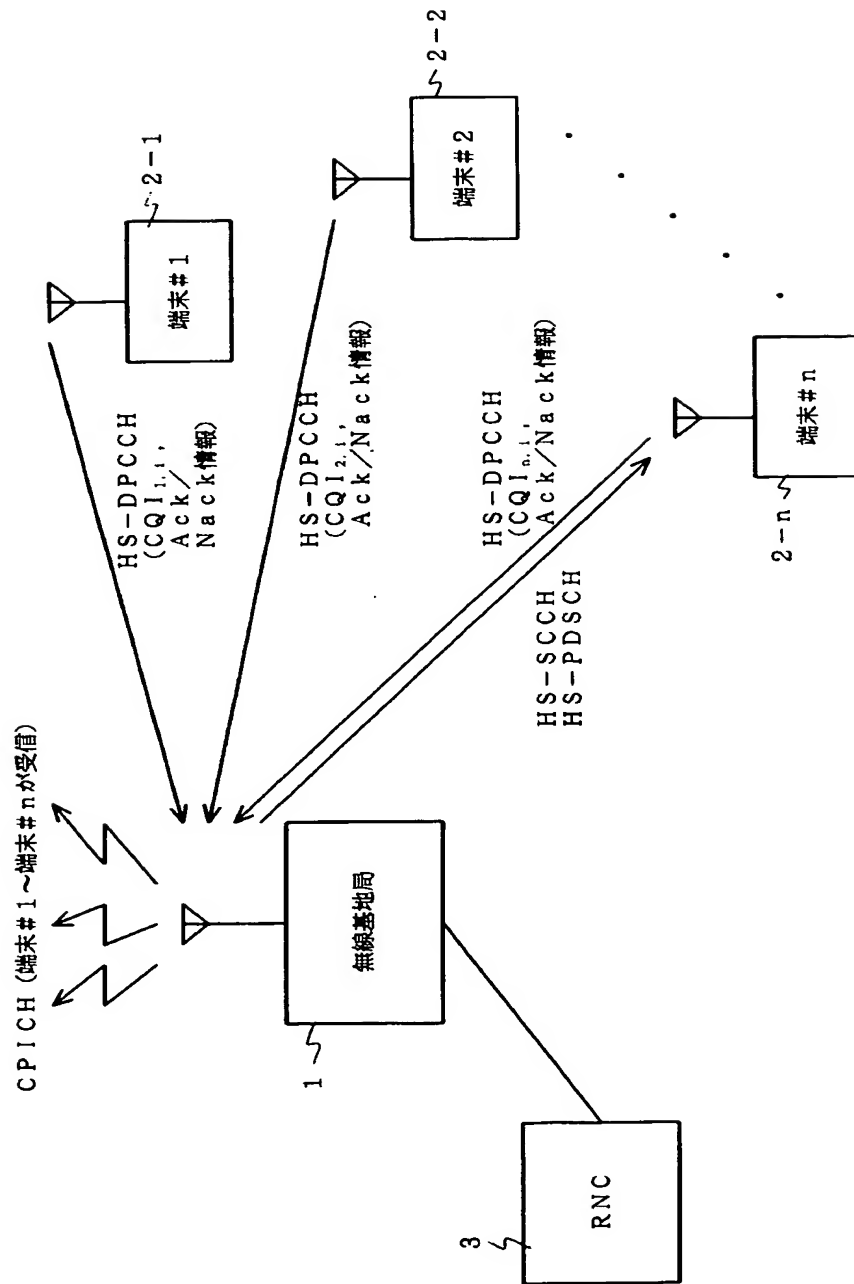 CPICH (端末#1~端末#nが受信)
無線基地局
1
RNC
3
端末#1
2-1
端末#2
2-2
端末#n
2-n
HS-DPCCH
(CQI1,i,
Ack/
Nack情報)
HS-DPCCH
(CQI2,i,
Ack/Nack情報)
HS-DPCCH
(CQIn,i,
Ack/Nack情報)
HS-SCCH
HS-PDSCH